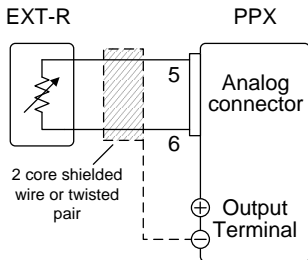 EXT-R
PPX
5
Analog
connector
6
2 core shielded
wire or twisted
pair
+
Output
Terminal
-